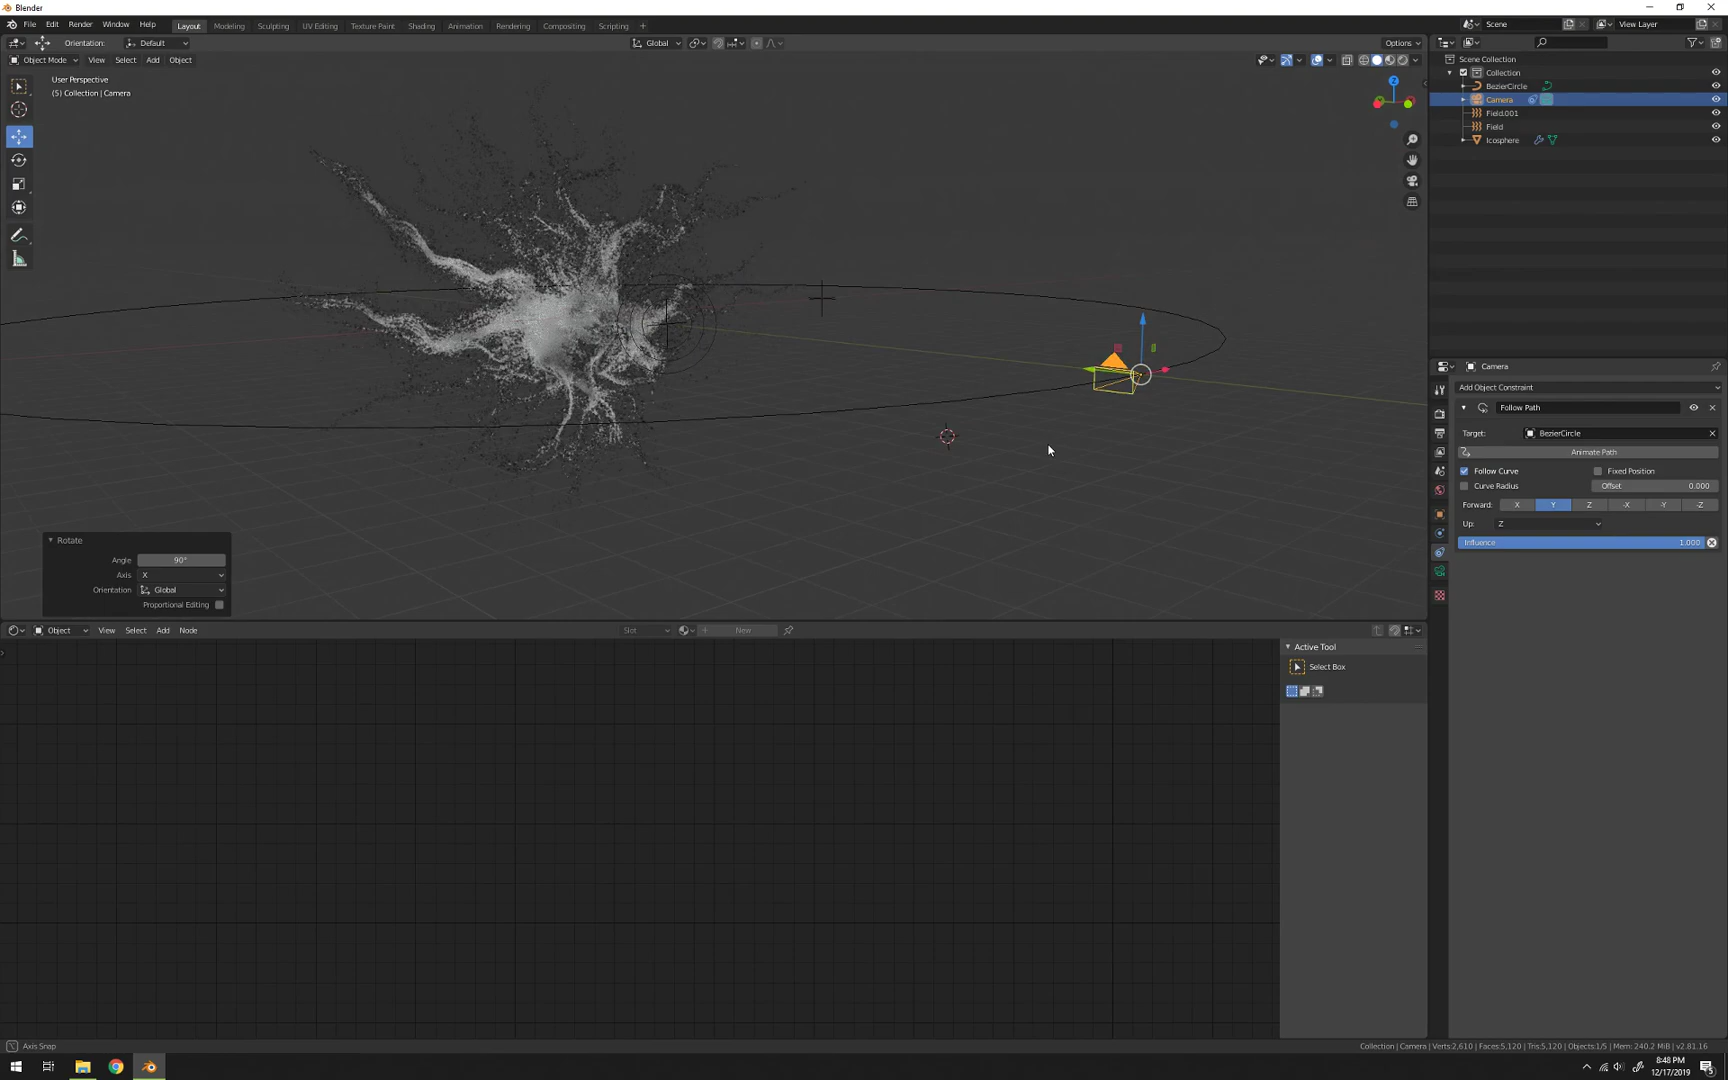 Blender
File Edit Render Window Help Layout Modeling Sculpting UV Editing Texture Paint Shading Animation Rendering Compositing Scripting + Scene View Layer
Orientation: Default Global Options
Object Mode View Select Add Object
User Perspective
(5) Collection | Camera
Z
Scene Collection
Collection
BezierCircle
Camera
Field.001
Field
Icosphere
Camera
Add Object Constraint
Follow Path
Target: BezierCircle
Animate Path
Follow Curve Fixed Position
Curve Radius Offset 0.000
Forward: X Y Z -X -Y -Z
Up: Z
Influence 1.000
Rotate
Angle 90°
Axis X
Orientation Global
Proportional Editing
Object View Select Add Node Slot New
Active Tool
Select Box
Axis Snap
Collection | Camera | Verts:2,610 | Faces:5,120 | Tris:5,120 | Objects:1/5 | Mem: 240.2 MiB | v2.81.16
8:48 PM
12/17/2019
5